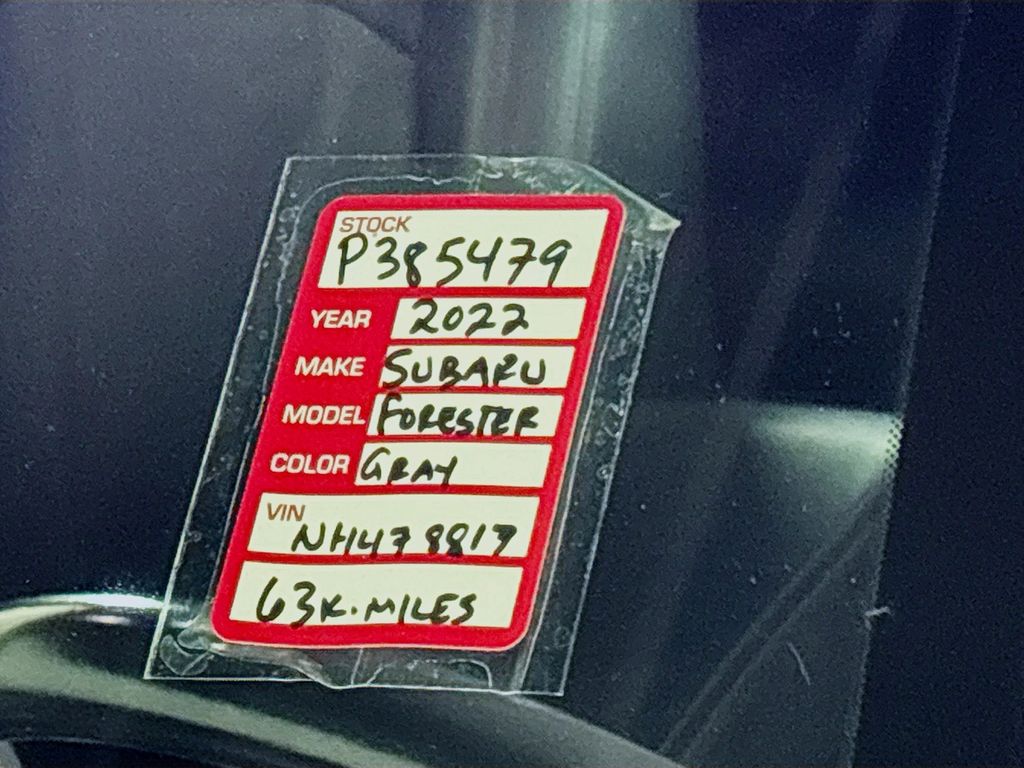 STOCK
P385479
YEAR 2022
MAKE SUBARU
MODEL FORESTER
COLOR GRAY
VIN
NH478817
63K.MILES